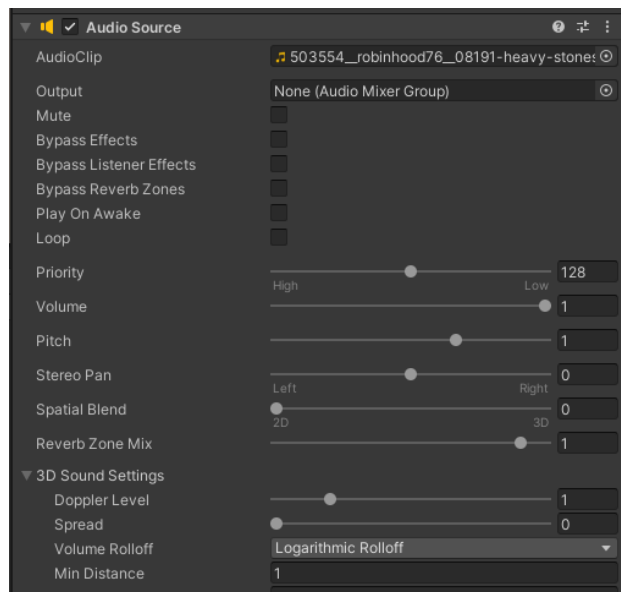 Audio Source
AudioClip 503554__robinhood76__08191-heavy-stones
Output None (Audio Mixer Group)
Mute
Bypass Effects
Bypass Listener Effects
Bypass Reverb Zones
Play On Awake
Loop
Priority 128
High Low
Volume 1
Pitch 1
Stereo Pan 0
Left Right
Spatial Blend 0
2D 3D
Reverb Zone Mix 1
3D Sound Settings
Doppler Level 1
Spread 0
Volume Rolloff Logarithmic Rolloff
Min Distance 1